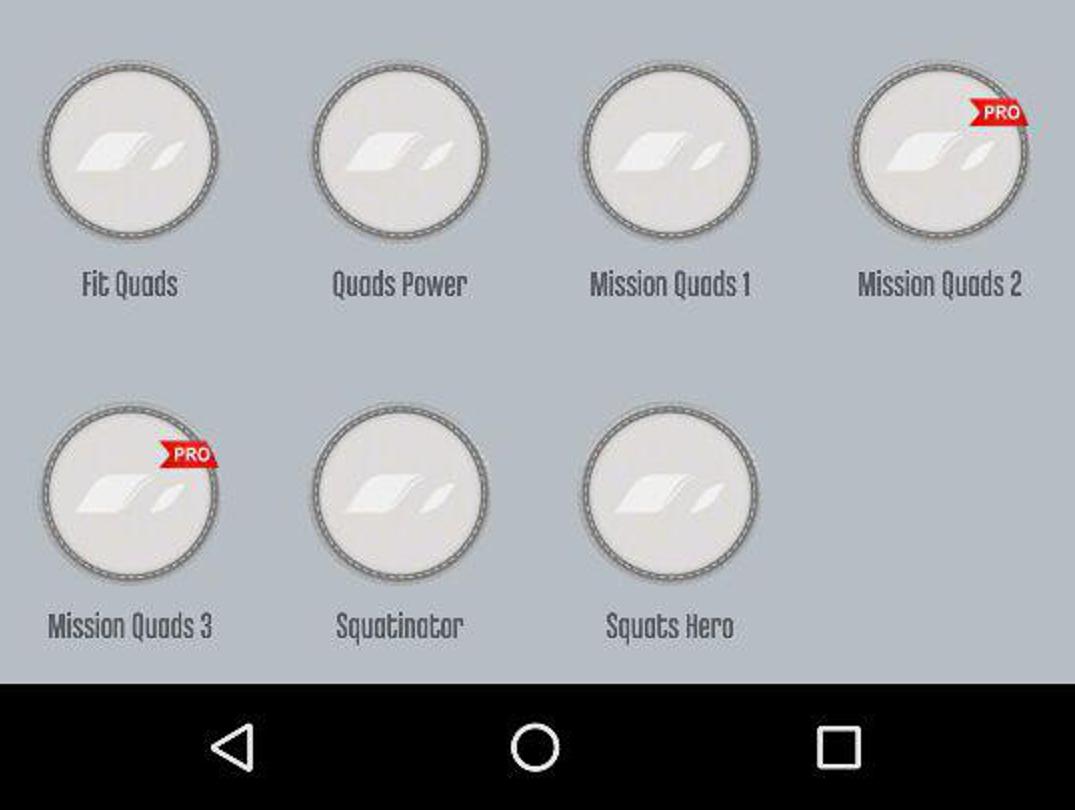 PRO
Fit Quads
Quads Power
Mission Quads 1
Mission Quads 2
PRO
Mission Quads 3
Squatinator
Squats Hero